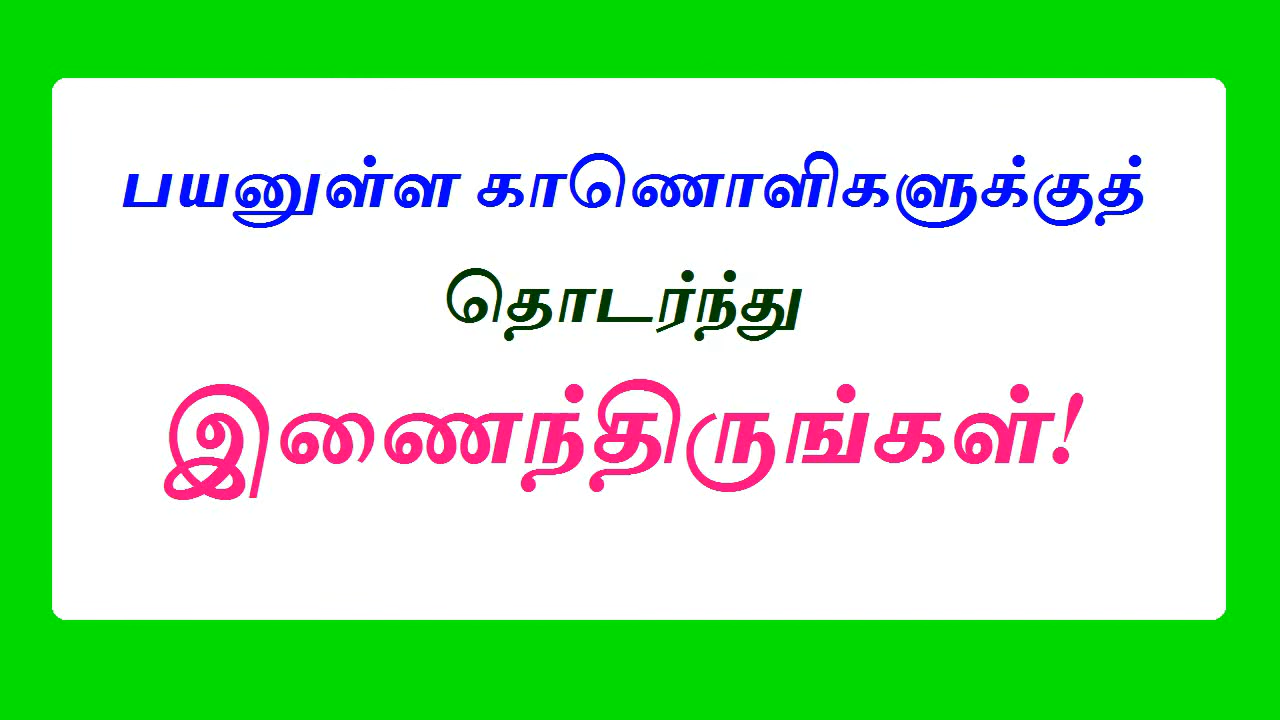 பயனுள்ள காணொளிகளுக்குத்
தொடர்ந்து
இணைந்திருங்கள்!